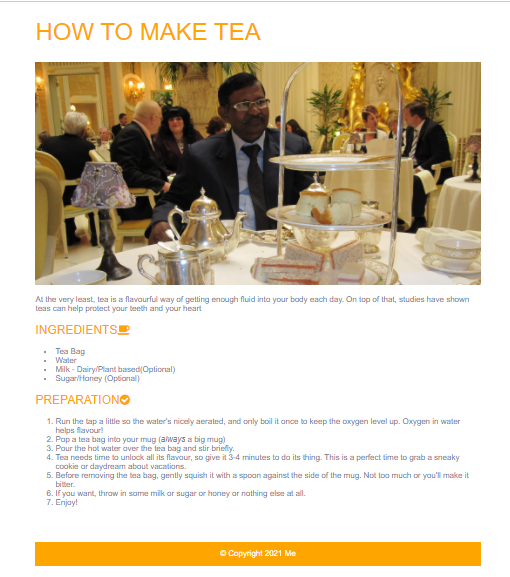 HOW TO MAKE TEA
At the very least, tea is a flavourful way of getting enough fluid into your body each day. On top of that, studies have shown
teas can help protect your teeth and your heart
INGREDIENTS
Tea Bag
Water
Milk - Dairy/Plant based(Optional)
Sugar/Honey (Optional)
PREPARATION
1. Run the tap a little so the water's nicely aerated, and only boil it once to keep the oxygen level up. Oxygen in water
helps flavour!
2. Pop a tea bag into your mug (always a big mug)
3. Pour the hot water over the tea bag and stir briefly.
4. Tea needs time to unlock all its flavour, so give it 3-4 minutes to do its thing. This is a perfect time to grab a sneaky
cookie or daydream about vacations.
5. Before removing the tea bag, gently squish it with a spoon against the side of the mug. Not too much or you'll make it
bitter.
6. If you want, throw in some milk or sugar or honey or nothing else at all.
7. Enjoy!
© Copyright 2021 Me